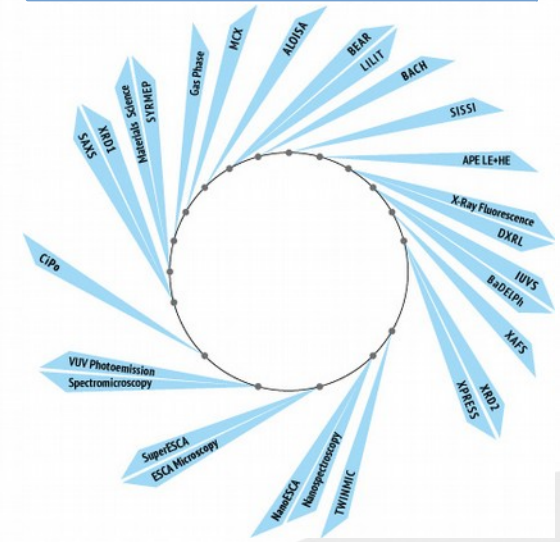 MCX
ALOISA
BEAR
LILIT
BACH
SISSI
APE LE+HE
X-Ray Fluorescence
DXRL
IUVS
BaDElPh
XAFS
XRD2
XPRESS
TWINMIC
Nanospectroscopy
NanoESCA
ESCA Microscopy
SuperESCA
Spectromicroscopy
VUV Photoemission
CiPo
SAXS
XRD1
Materials Science
SYRMEP
Gas Phase